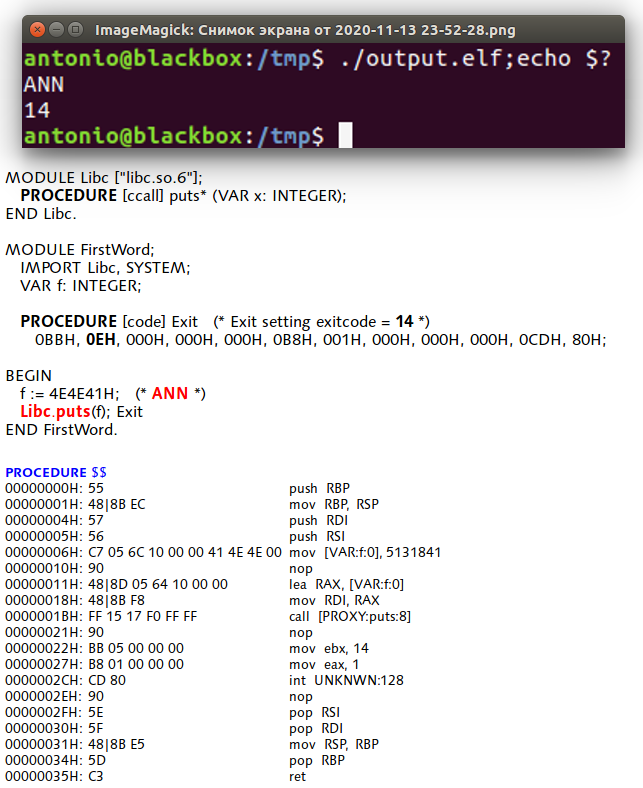 ImageMagick: Снимок экрана от 2020-11-13 23-52-28.png
antonio@blackbox:/tmp$ ./output.elf;echo $?
ANN
14
antonio@blackbox:/tmp$
MODULE Libc ["libc.so.6"];
PROCEDURE [ccall] puts* (VAR x: INTEGER);
END Libc.
MODULE FirstWord;
IMPORT Libc, SYSTEM;
VAR f: INTEGER;
PROCEDURE [code] Exit (* Exit setting exitcode = 14 *)
0BBH, 0EH, 000H, 000H, 000H, 0B8H, 001H, 000H, 000H, 000H, 0CDH, 80H;
BEGIN
f := 4E4E41H; (* ANN *)
Libc.puts(f); Exit
END FirstWord.
PROCEDURE $$
00000000H: 55 push RBP
00000001H: 48|8B EC mov RBP, RSP
00000004H: 57 push RDI
00000005H: 56 push RSI
00000006H: C7 05 6C 10 00 00 41 4E 4E 00 mov [VAR:f:0], 5131841
00000010H: 90 nop
00000011H: 48|8D 05 64 10 00 00 lea RAX, [VAR:f:0]
00000018H: 48|8B F8 mov RDI, RAX
0000001BH: FF 15 17 F0 FF FF call [PROXY:puts:8]
00000021H: 90 nop
00000022H: BB 05 00 00 00 mov ebx, 14
00000027H: B8 01 00 00 00 mov eax, 1
0000002CH: CD 80 int UNKNWN:128
0000002EH: 90 nop
0000002FH: 5E pop RSI
00000030H: 5F pop RDI
00000031H: 48|8B E5 mov RSP, RBP
00000034H: 5D pop RBP
00000035H: C3 ret